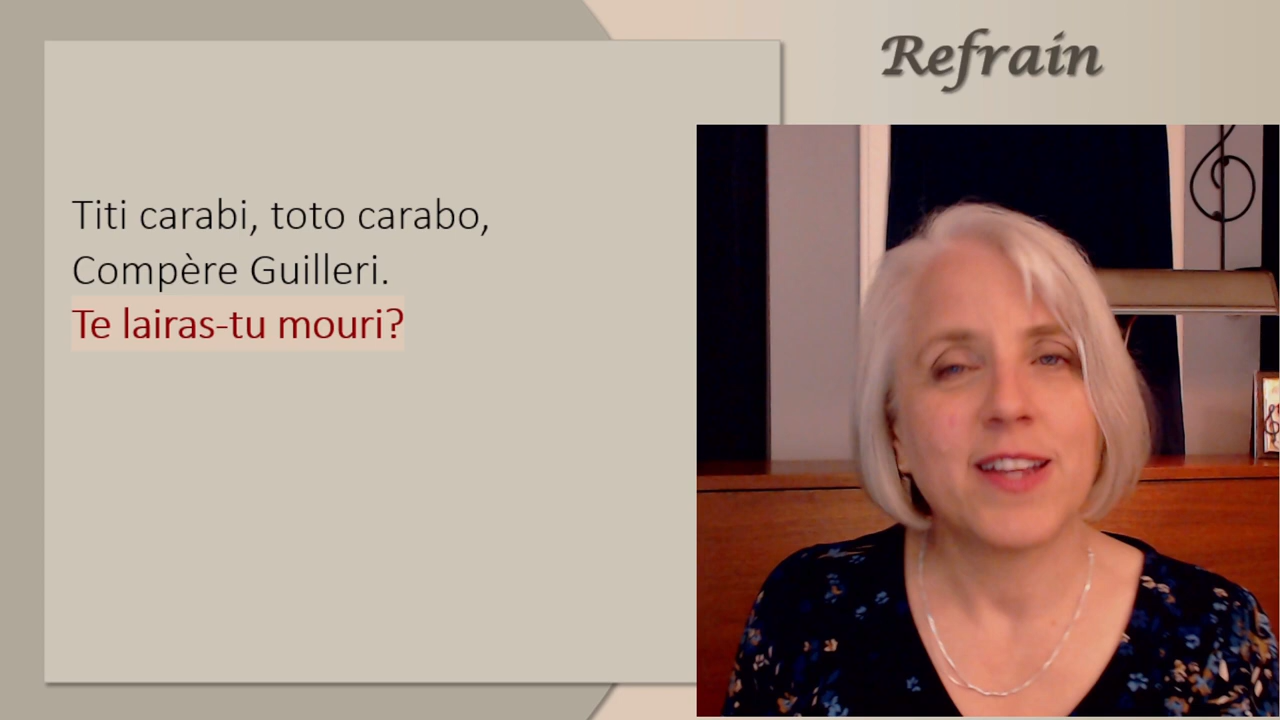 Refrain
Titi carabi, toto carabo,
Compère Guilleri.
Te lairas-tu mouri?